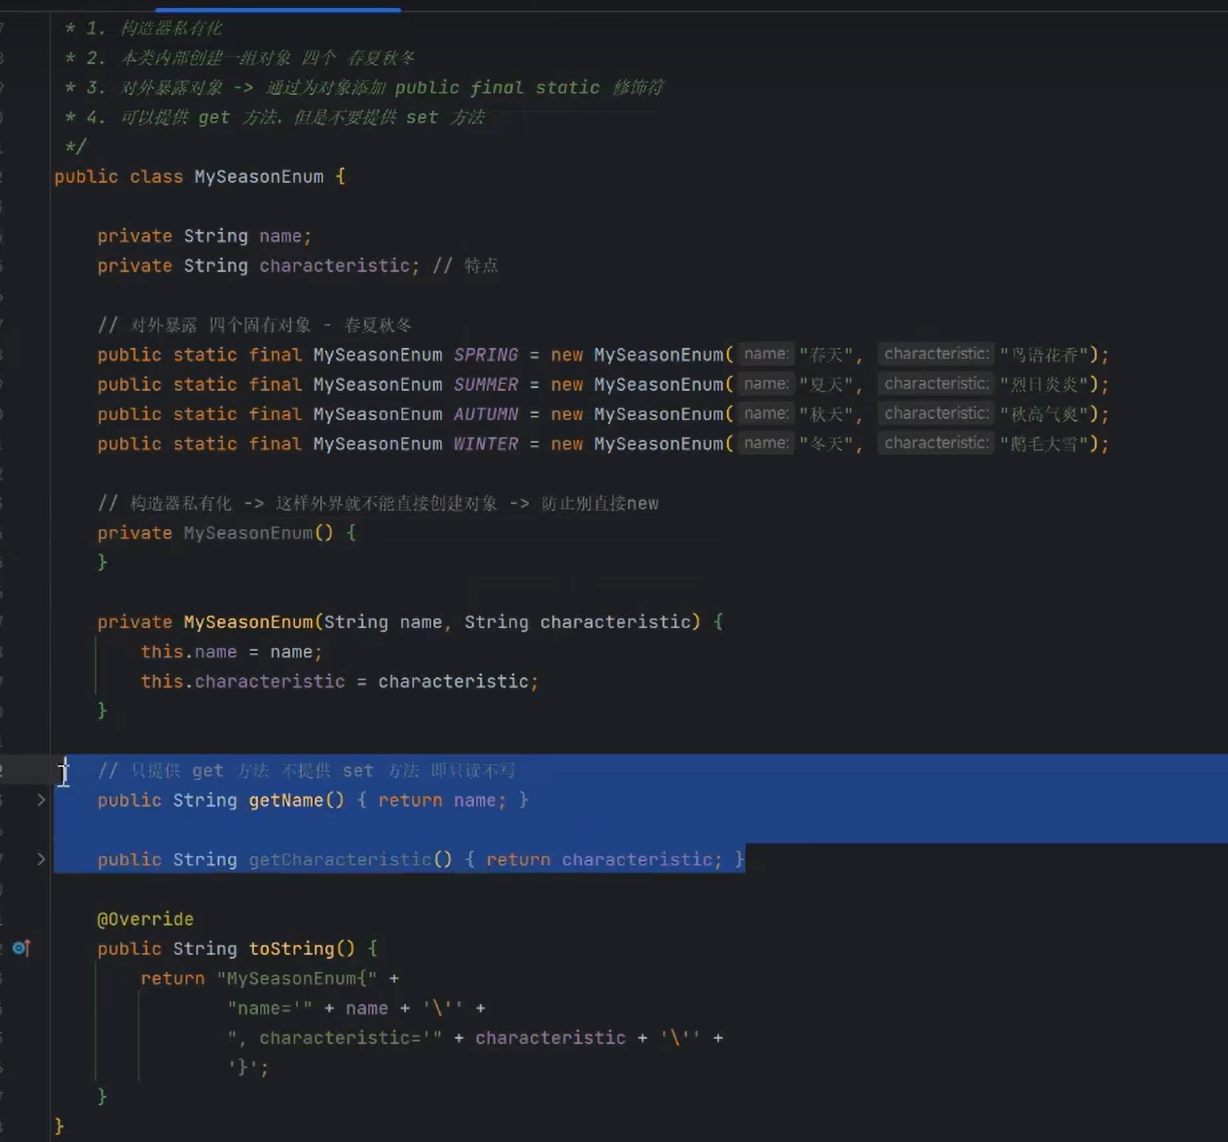 * 1. 构造器私有化
* 2. 本类内部创建一组对象 四个 春夏秋冬
* 3. 对外暴露对象 -> 通过为对象添加 public final static 修饰符
* 4. 可以提供 get 方法，但是不要提供 set 方法
*/
public class MySeasonEnum {
private String name;
private String characteristic; // 特点
// 对外暴露 四个固有对象 - 春夏秋冬
public static final MySeasonEnum SPRING = new MySeasonEnum( name: "春天", characteristic: "鸟语花香");
public static final MySeasonEnum SUMMER = new MySeasonEnum( name: "夏天", characteristic: "烈日炎炎");
public static final MySeasonEnum AUTUMN = new MySeasonEnum( name: "秋天", characteristic: "秋高气爽");
public static final MySeasonEnum WINTER = new MySeasonEnum( name: "冬天", characteristic: "鹅毛大雪");
// 构造器私有化 -> 这样外界就不能直接创建对象 -> 防止别直接new
private MySeasonEnum() {
}
private MySeasonEnum(String name, String characteristic) {
this.name = name;
this.characteristic = characteristic;
}
// 只提供 get 方法 不提供 set 方法 即只读不写
public String getName() { return name; }
public String getCharacteristic() { return characteristic; }
@Override
public String toString() {
return "MySeasonEnum{" +
"name='" + name + '\'' +
", characteristic='" + characteristic + '\'' +
'}';
}
}